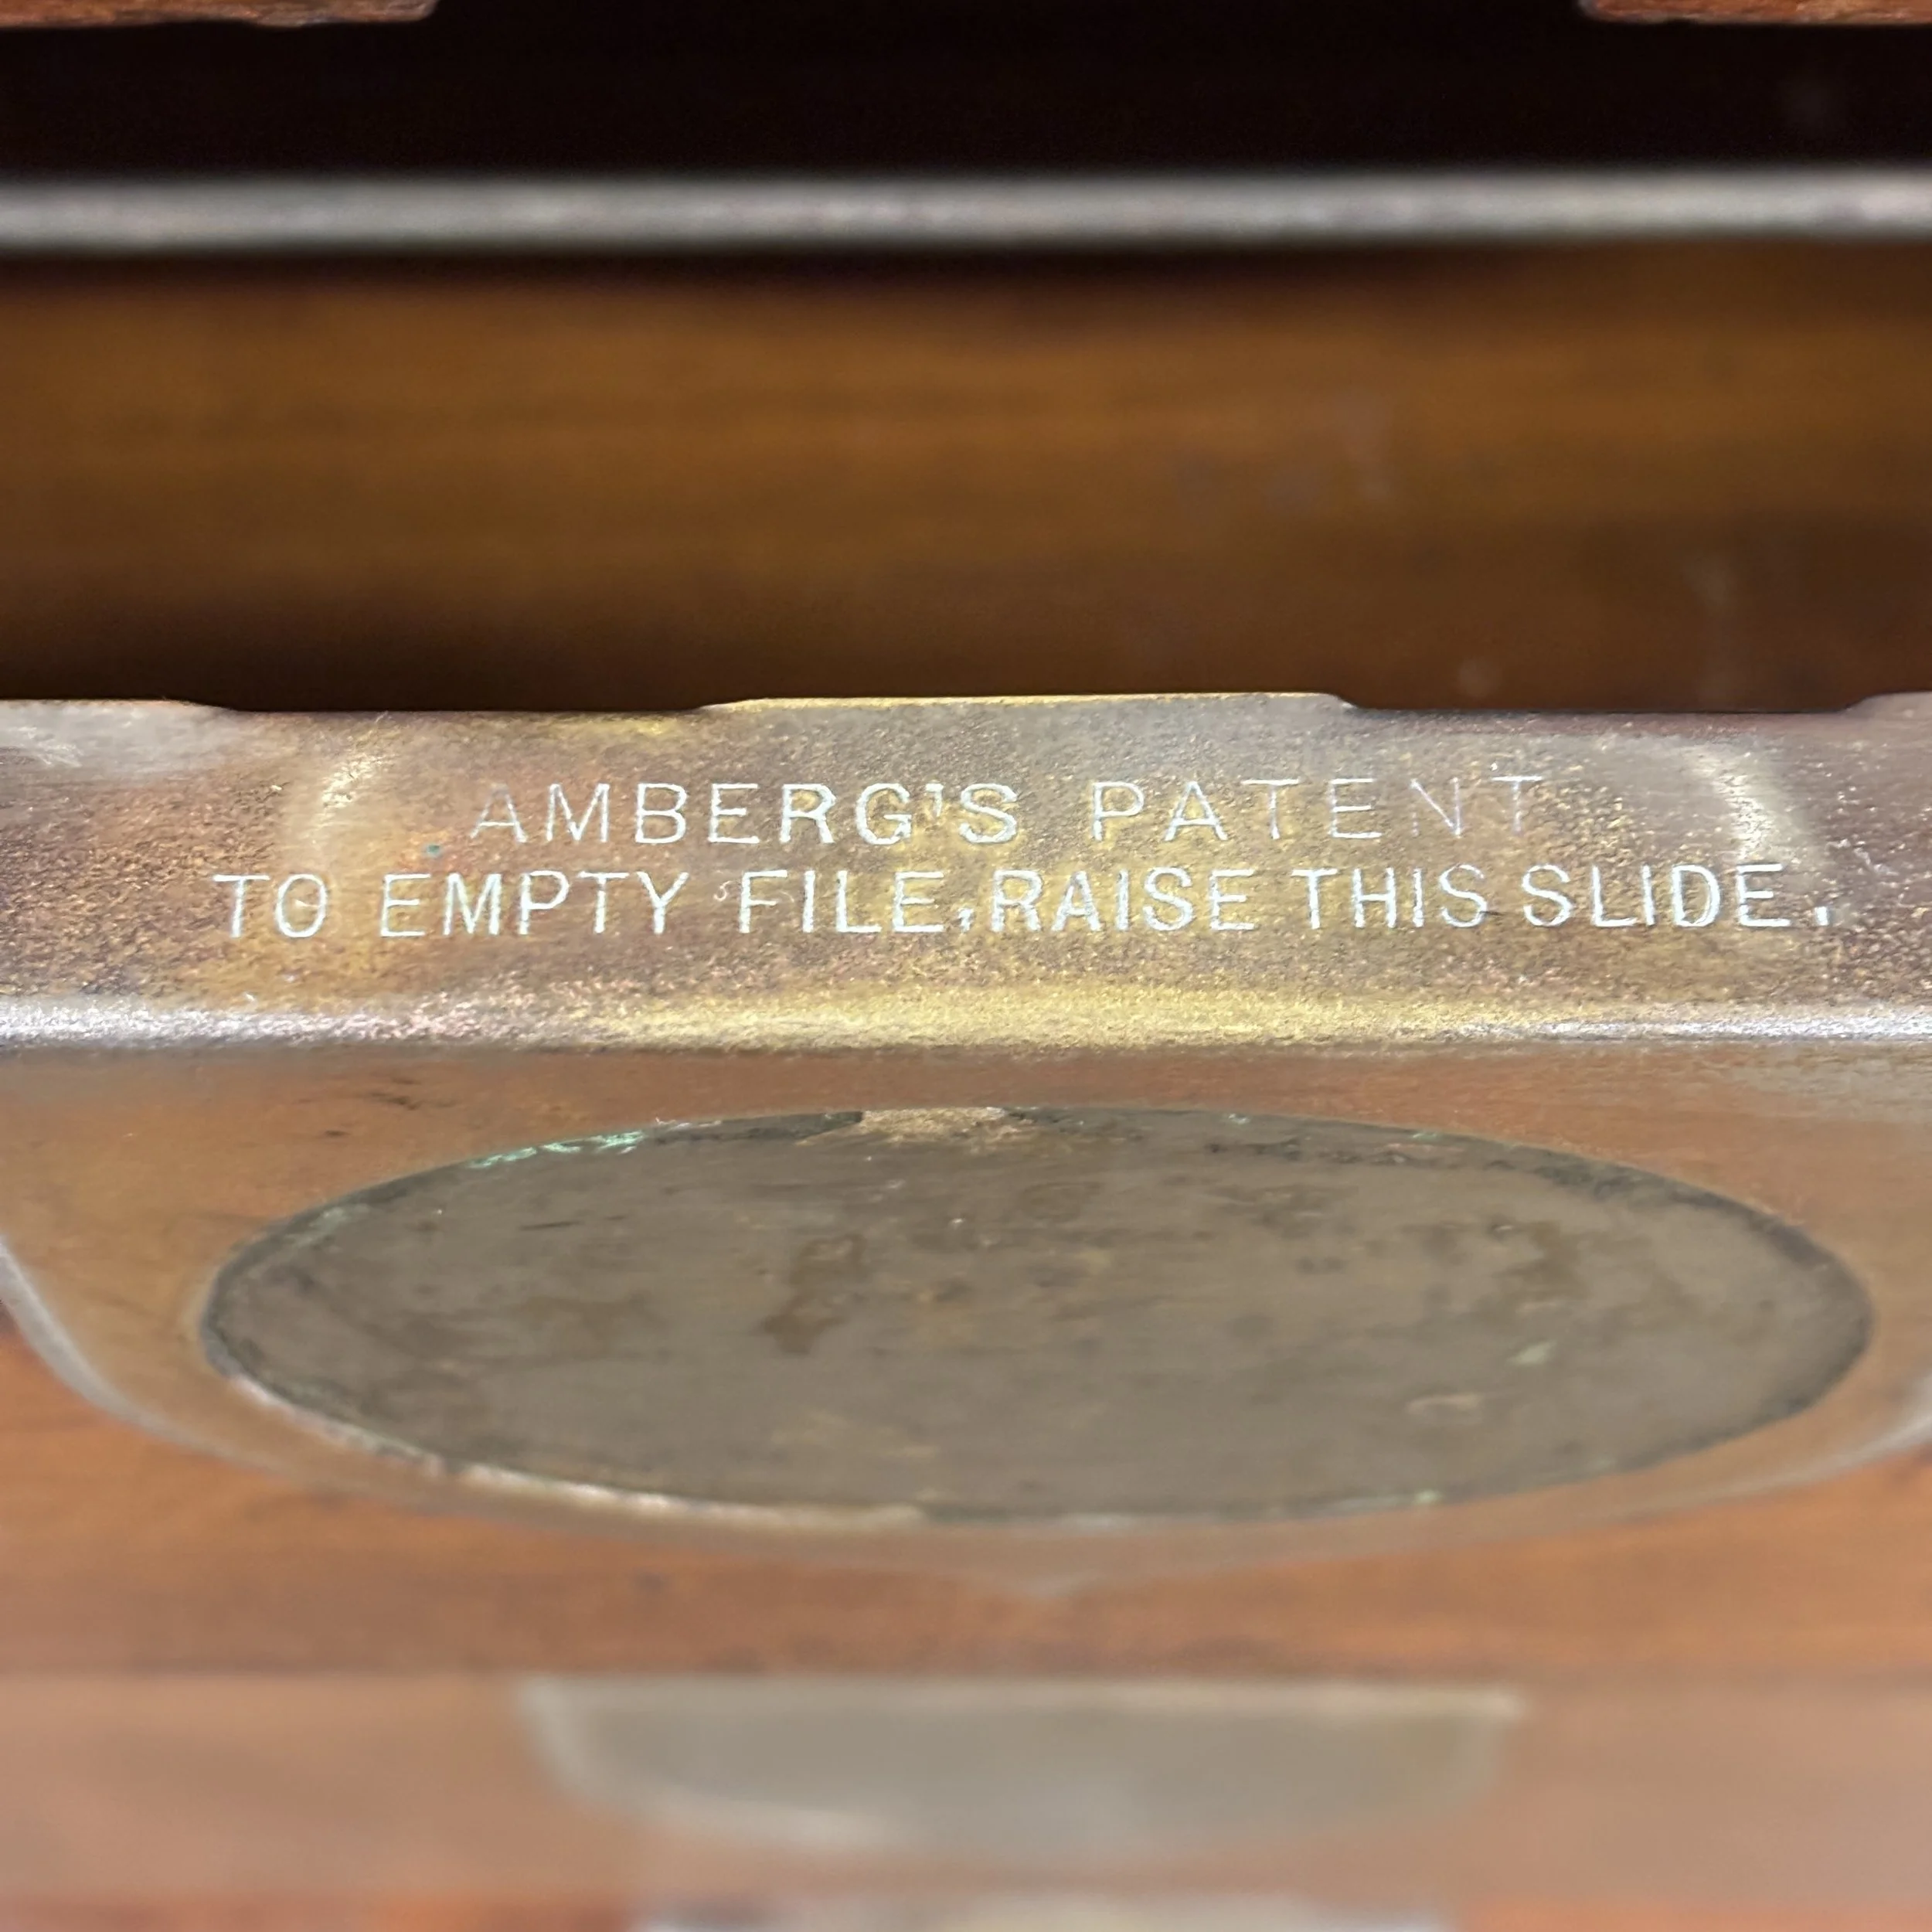 AMBERG'S PATENT
TO EMPTY FILE, RAISE THIS SLIDE.